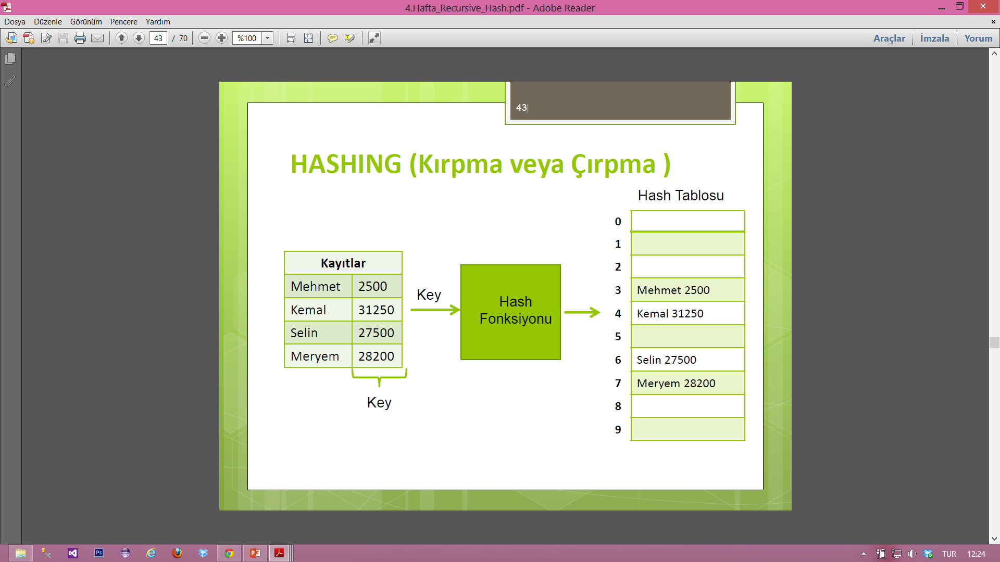 4.Hafta_Recursive_Hash.pdf - Adobe Reader
Dosya Düzenle Görünüm Pencere Yardım
43 / 70 %100 Araçlar İmzala Yorum
43
HASHING (Kırpma veya Çırpma )
Hash Tablosu
Kayıtlar
Mehmet 2500
Kemal 31250
Selin 27500
Meryem 28200
Key
Key
Hash
Fonksiyonu
0
1
2
3 Mehmet 2500
4 Kemal 31250
5
6 Selin 27500
7 Meryem 28200
8
9
Ps
P
TUR 12:24